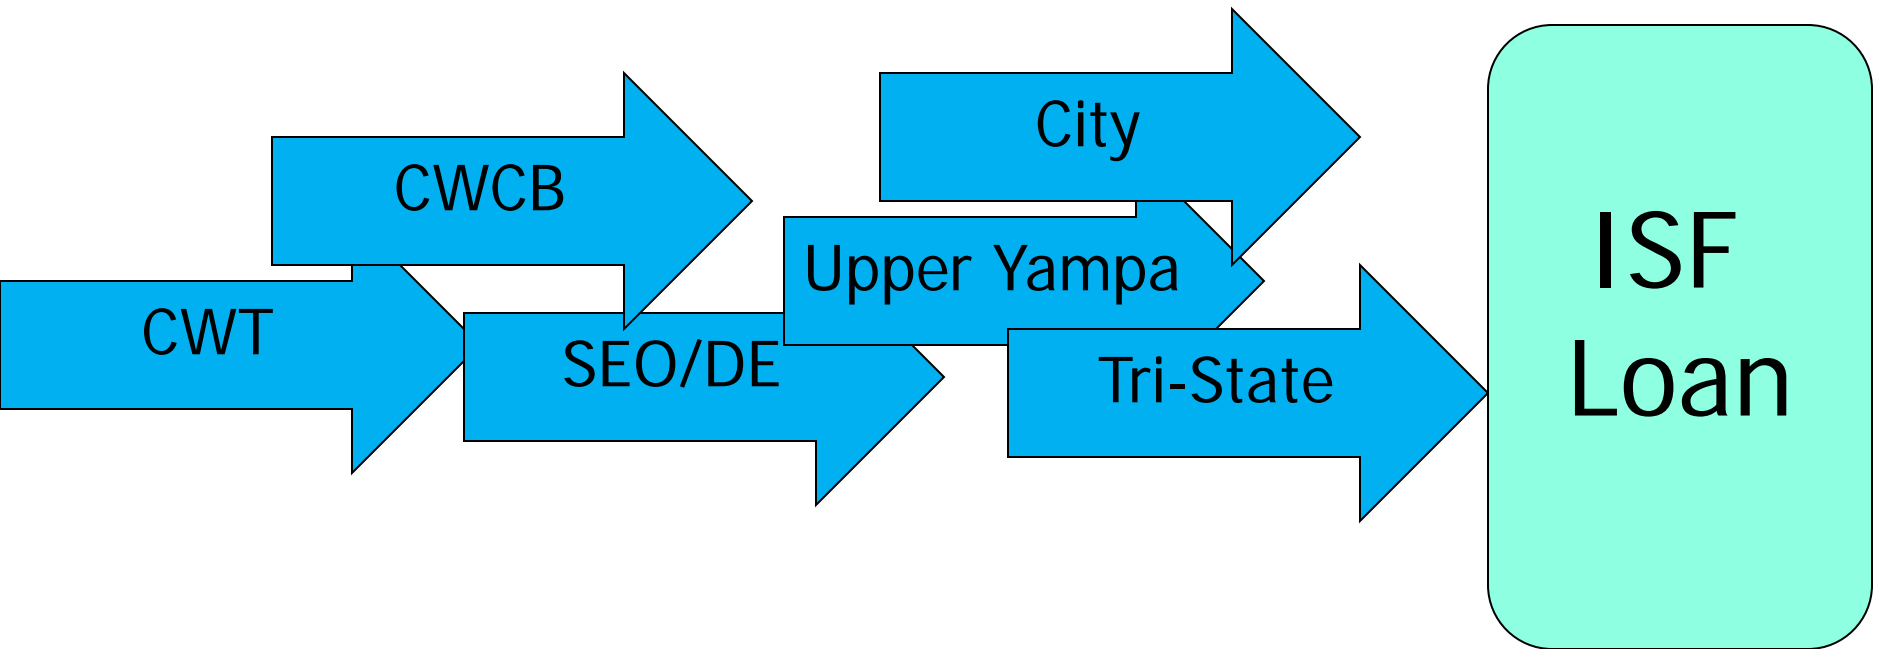 CWT
CWCB
SEO/DE
Upper Yampa
City
Tri-State
ISF
Loan